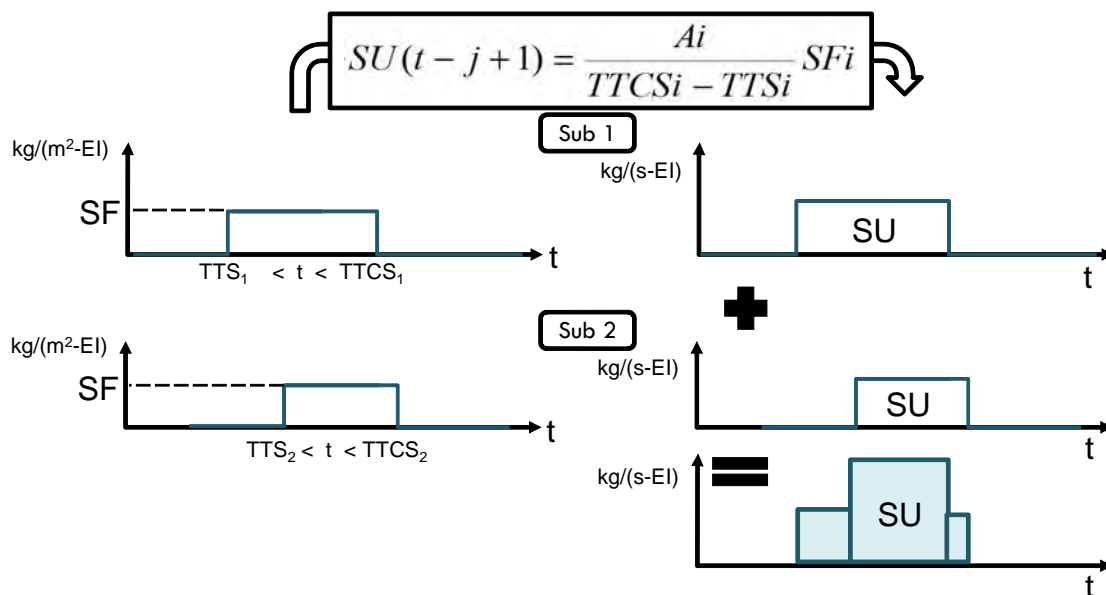 SU(t − j + 1) = Ai / (TTCSi − TTSi) SFi
Sub 1
kg/(m²-EI)
SF
t
TTS₁ < t < TTCS₁
kg/(s-EI)
SU
t
Sub 2
kg/(m²-EI)
SF
t
TTS₂ < t < TTCS₂
kg/(s-EI)
SU
t
kg/(s-EI)
SU
t